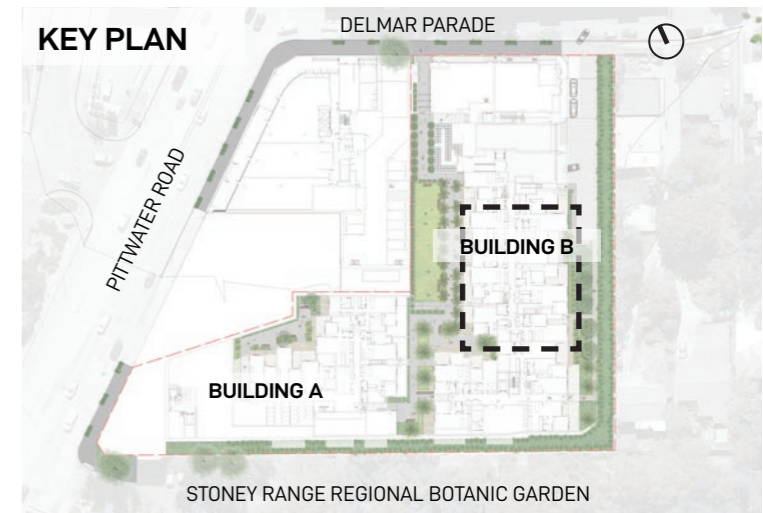 KEY PLAN
DELMAR PARADE
PITTWATER ROAD
BUILDING B
BUILDING A
STONEY RANGE REGIONAL BOTANIC GARDEN